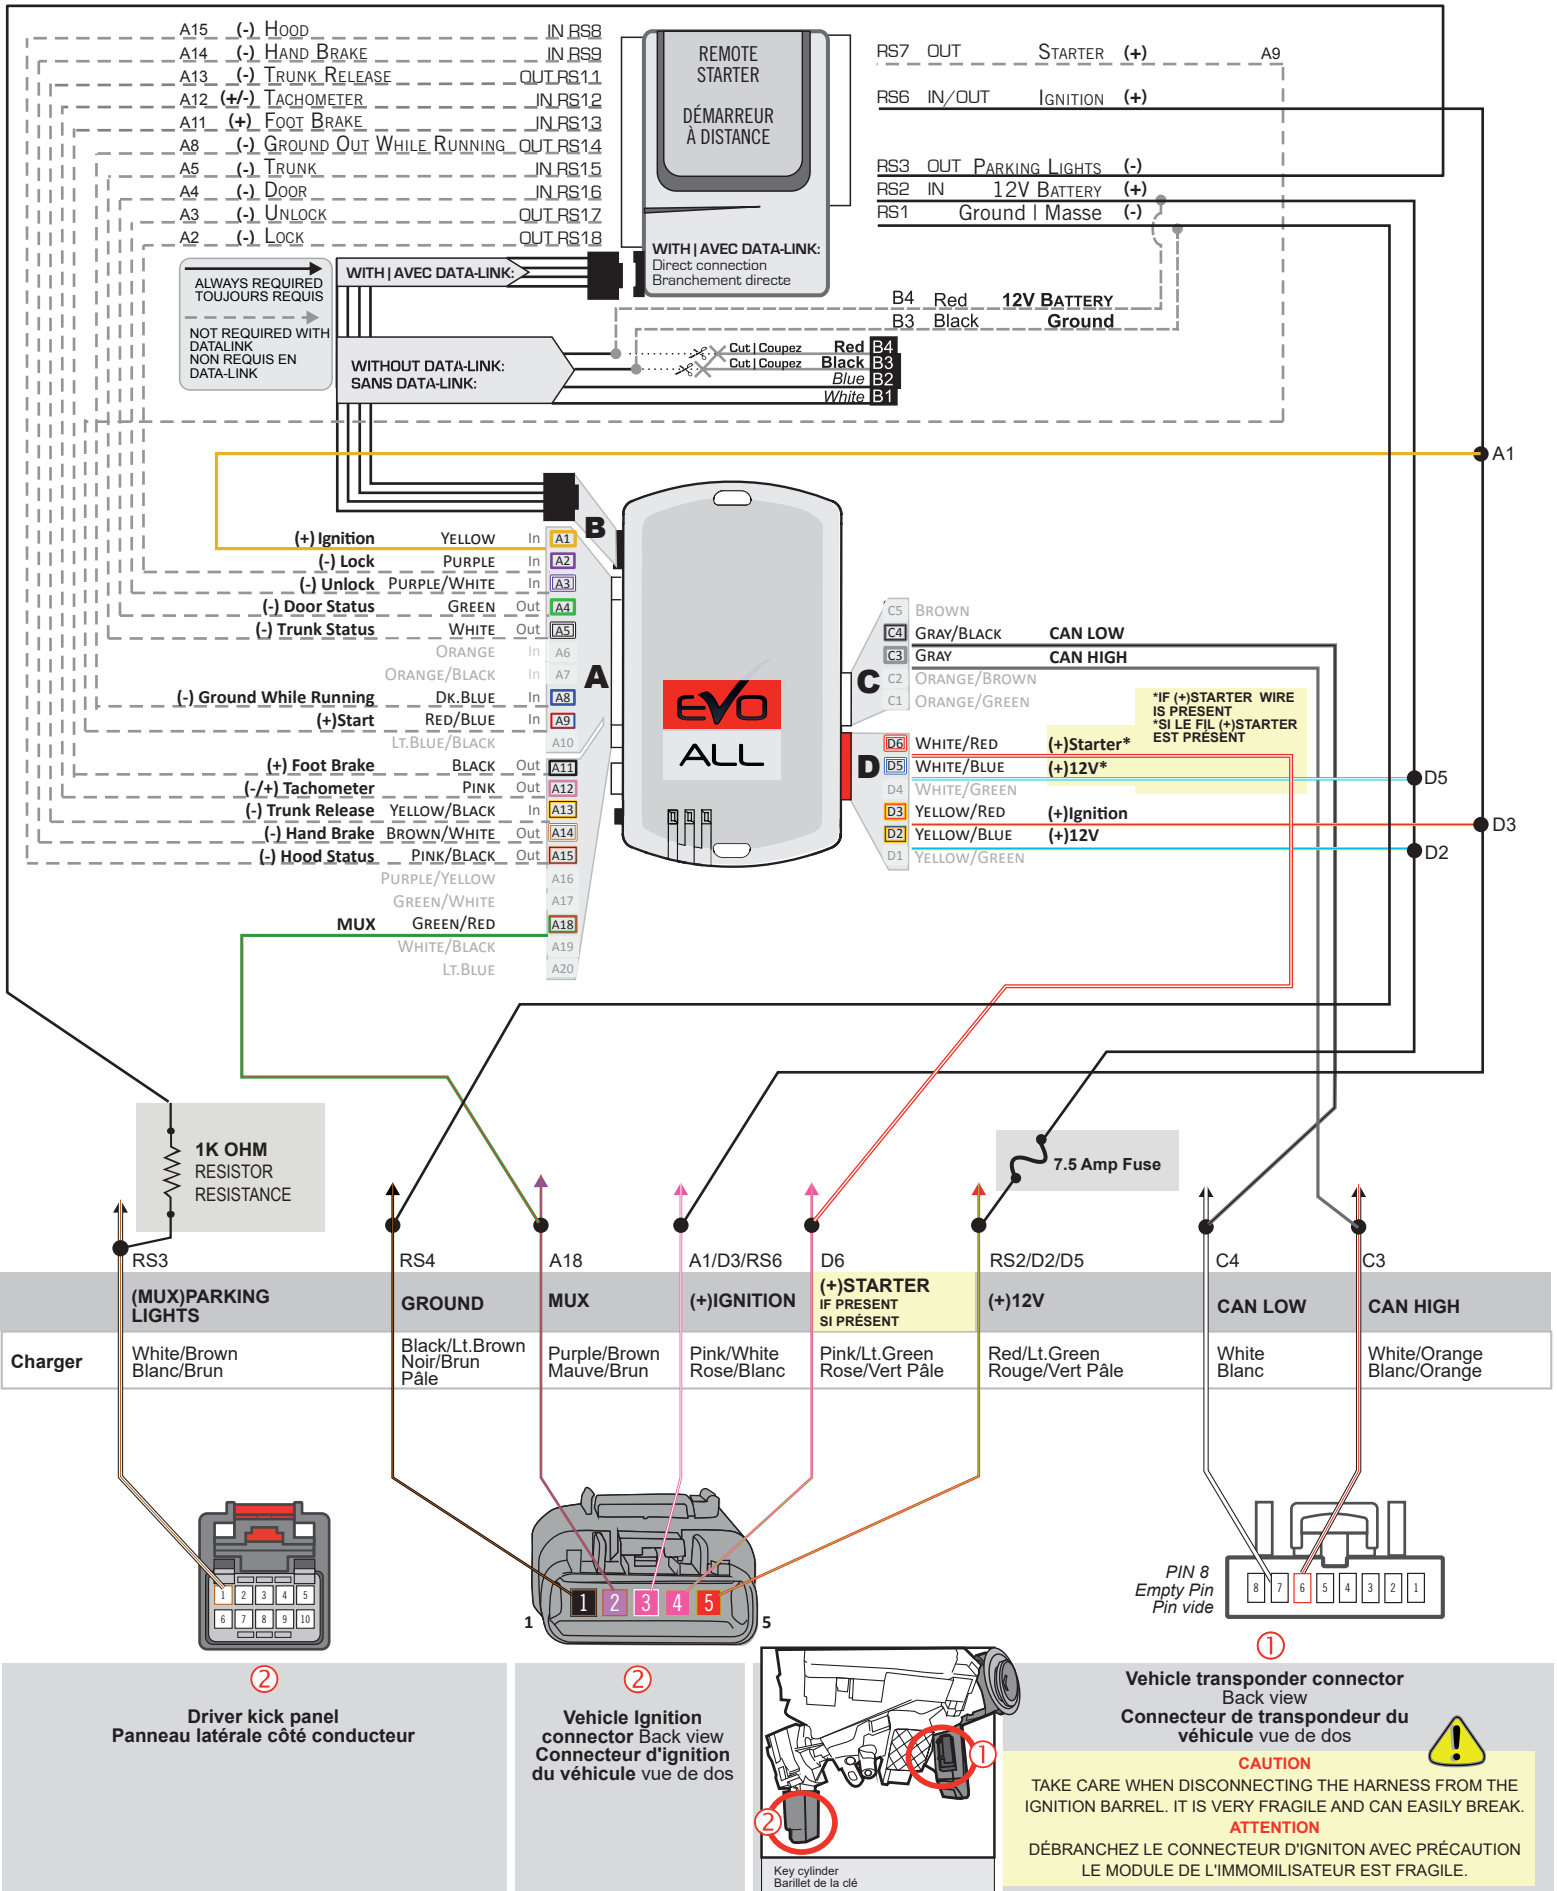 A15 (-) HOOD IN RS8
A14 (-) HAND BRAKE IN RS9
A13 (-) TRUNK RELEASE OUT RS11
A12 (+/-) TACHOMETER IN RS12
A11 (+) FOOT BRAKE IN RS13
A8 (-) GROUND OUT WHILE RUNNING OUT RS14
A5 (-) TRUNK IN RS15
A4 (-) DOOR IN RS16
A3 (-) UNLOCK OUT RS17
A2 (-) LOCK OUT RS18
REMOTE
STARTER
DÉMARREUR
À DISTANCE
WITH | AVEC DATA-LINK:
Direct connection
Branchement directe
RS7 OUT STARTER (+) A9
RS6 IN/OUT IGNITION (+)
RS3 OUT PARKING LIGHTS (-)
RS2 IN 12V BATTERY (+)
RS1 Ground | Masse (-)
ALWAYS REQUIRED
TOUJOURS REQUIS
NOT REQUIRED WITH
DATALINK
NON REQUIS EN
DATA-LINK
WITH | AVEC DATA-LINK:
B4 Red 12V BATTERY
B3 Black Ground
WITHOUT DATA-LINK:
SANS DATA-LINK:
Cut | Coupez Red B4
Cut | Coupez Black B3
Blue B2
White B1
A1
B
(+) Ignition YELLOW In A1
(-) Lock PURPLE In A2
(-) Unlock PURPLE/WHITE In A3
(-) Door Status GREEN Out A4
(-) Trunk Status WHITE Out A5
ORANGE In A6
ORANGE/BLACK In A7
(-) Ground While Running DK.BLUE In A8
(+)Start RED/BLUE In A9
LT.BLUE/BLACK A10
(+) Foot Brake BLACK Out A11
(-/+) Tachometer PINK Out A12
(-) Trunk Release YELLOW/BLACK In A13
(-) Hand Brake BROWN/WHITE Out A14
(-) Hood Status PINK/BLACK Out A15
PURPLE/YELLOW A16
GREEN/WHITE A17
MUX GREEN/RED A18
WHITE/BLACK A19
LT.BLUE A20
A
EVO
ALL
C
C5 BROWN
C4 GRAY/BLACK CAN LOW
C3 GRAY CAN HIGH
C2 ORANGE/BROWN
C1 ORANGE/GREEN
*IF (+)STARTER WIRE
IS PRESENT
*SI LE FIL (+)STARTER
EST PRÉSENT
D
D6 WHITE/RED (+)Starter*
D5 WHITE/BLUE (+)12V*
D4 WHITE/GREEN
D3 YELLOW/RED (+)Ignition
D2 YELLOW/BLUE (+)12V
D1 YELLOW/GREEN
D5
D3
D2
1K OHM
RESISTOR
RESISTANCE
7.5 Amp Fuse
RS3 RS4 A18 A1/D3/RS6 D6 RS2/D2/D5 C4 C3
(MUX)PARKING
LIGHTS
GROUND
MUX
(+)IGNITION
(+)STARTER
IF PRESENT
SI PRÉSENT
(+)12V
CAN LOW
CAN HIGH
Charger
White/Brown
Blanc/Brun
Black/Lt.Brown
Noir/Brun
Pâle
Purple/Brown
Mauve/Brun
Pink/White
Rose/Blanc
Pink/Lt.Green
Rose/Vert Pâle
Red/Lt.Green
Rouge/Vert Pâle
White
Blanc
White/Orange
Blanc/Orange
1 2 3 4 5
6 7 8 9 10
1 2 3 4 5
1 5
PIN 8
Empty Pin
Pin vide
8 7 6 5 4 3 2 1
2
Driver kick panel
Panneau latérale côté conducteur
2
Vehicle Ignition
connector Back view
Connecteur d'ignition
du véhicule vue de dos
1
2
Key cylinder
Barillet de la clé
1
Vehicle transponder connector
Back view
Connecteur de transpondeur du
véhicule vue de dos
CAUTION
TAKE CARE WHEN DISCONNECTING THE HARNESS FROM THE
IGNITION BARREL. IT IS VERY FRAGILE AND CAN EASILY BREAK.
ATTENTION
DÉBRANCHEZ LE CONNECTEUR D'IGNITON AVEC PRÉCAUTION
LE MODULE DE L'IMMOMILISATEUR EST FRAGILE.